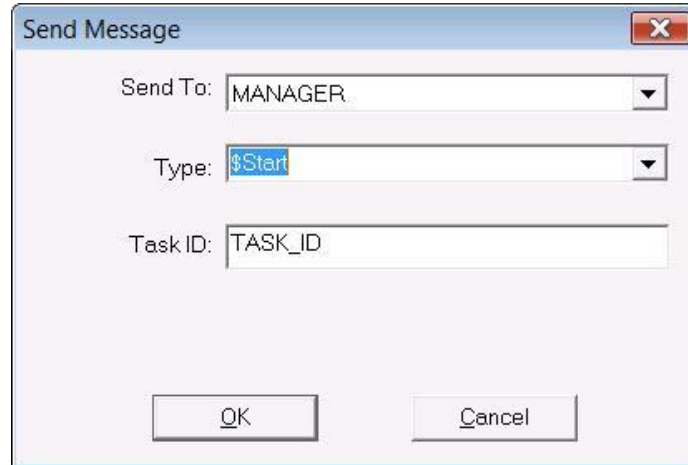 Send Message
Send To: MANAGER
Type: $Start
Task ID: TASK_ID
OK Cancel